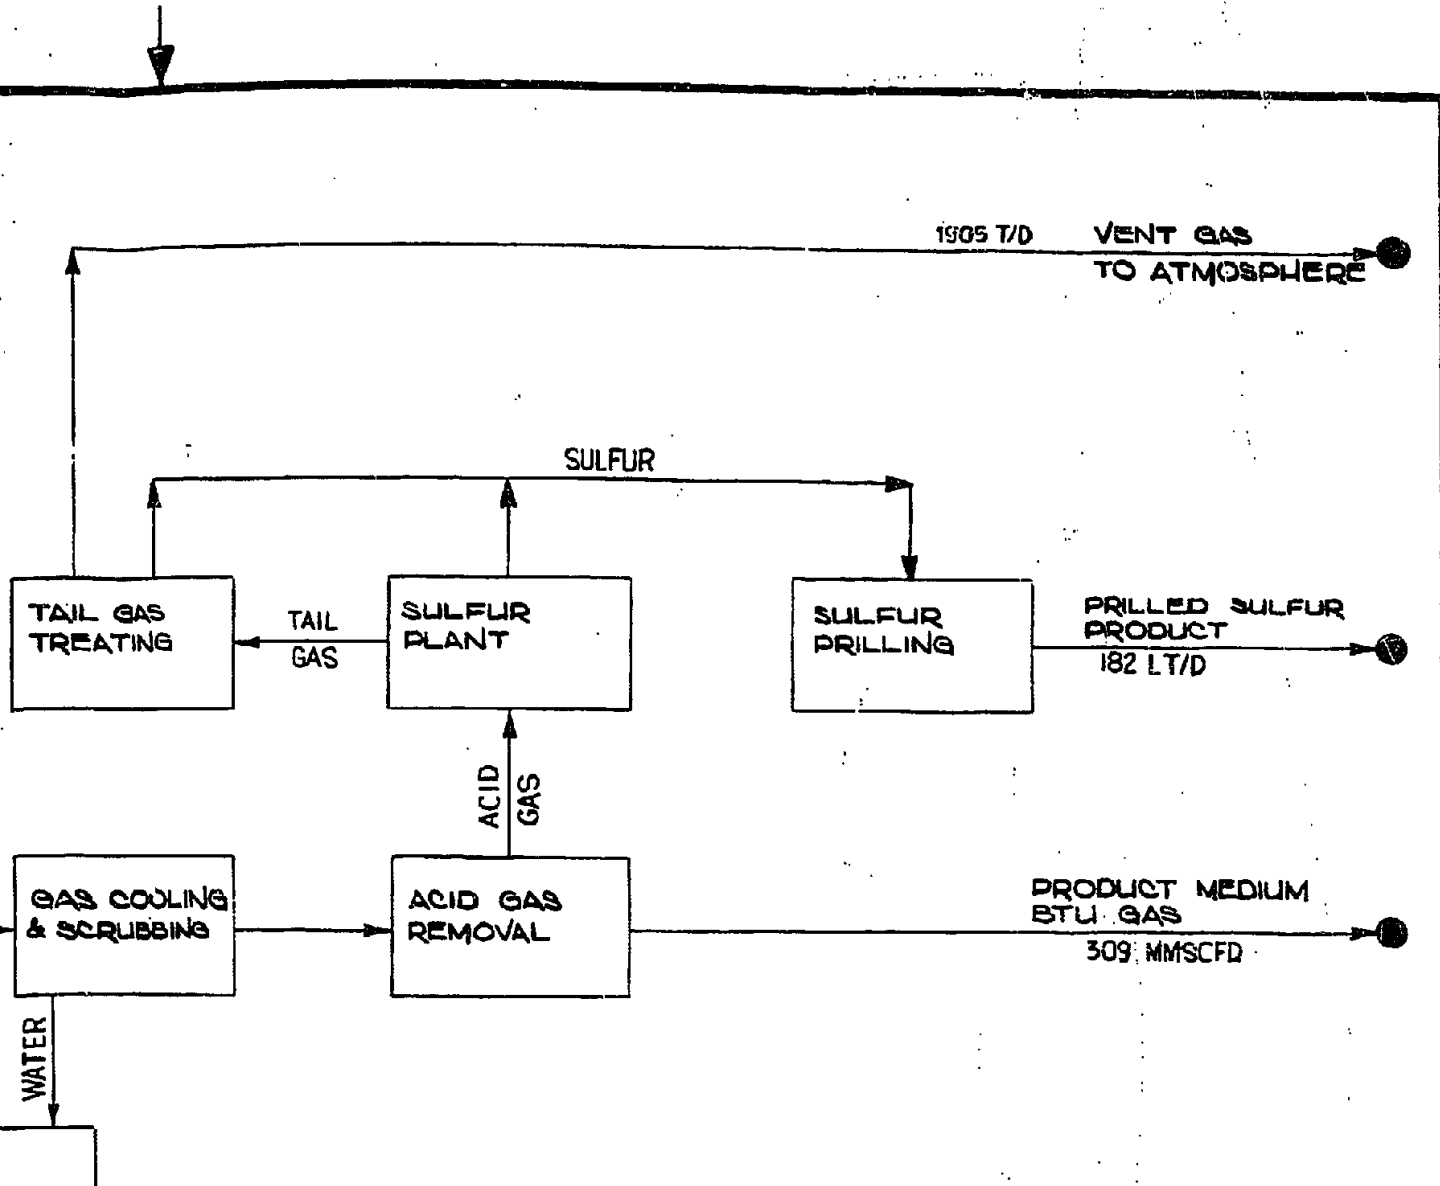 1905 T/D
VENT GAS
TO ATMOSPHERE
SULFUR
TAIL GAS
TREATING
TAIL
GAS
SULFUR
PLANT
SULFUR
PRILLING
PRILLED SULFUR
PRODUCT
182 LT/D
ACID
GAS
GAS COOLING
& SCRUBBING
ACID GAS
REMOVAL
PRODUCT MEDIUM
BTU GAS
309 MMSCFD
WATER